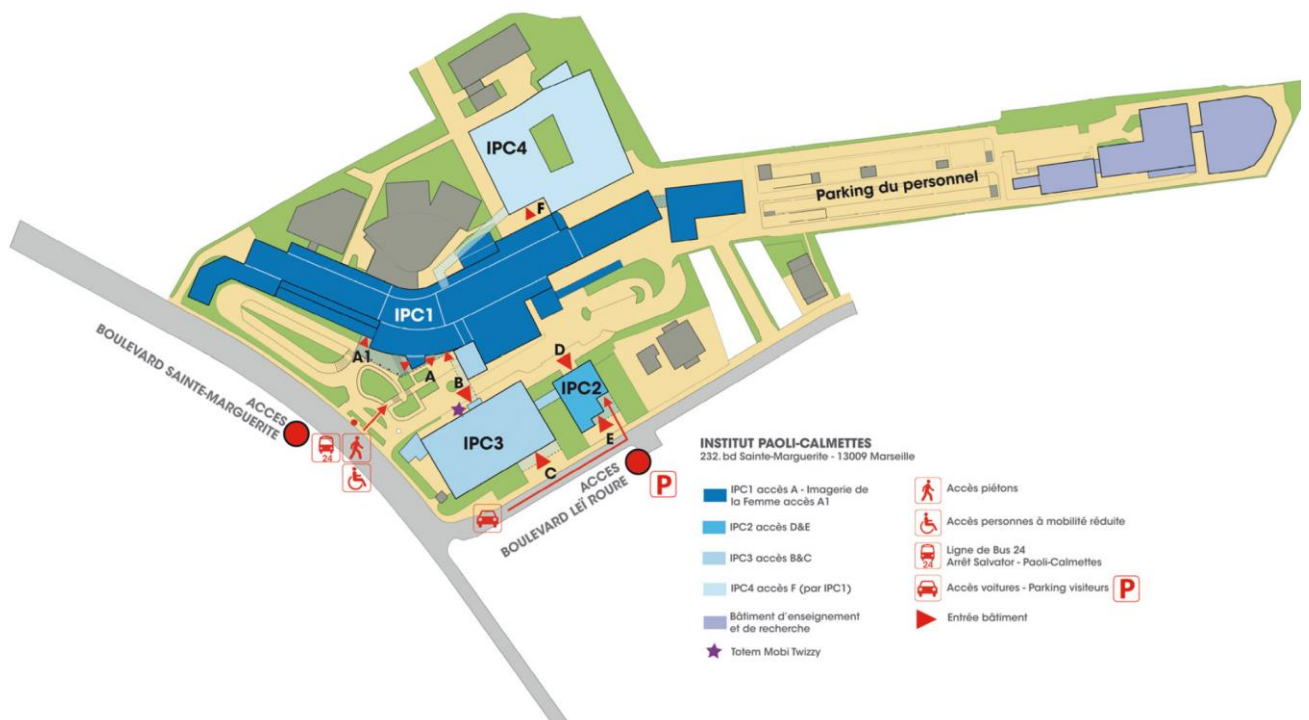 IPC4
Parking du personnel
F
IPC1
A1
A
B
D
IPC2
IPC3
E
C
BOULEVARD SAINTE-MARGUERITE
ACCES
24
ACCES
BOULEVARD LEÏ ROURE
P
INSTITUT PAOLI-CALMETTES
232. bd Sainte-Marguerite - 13009 Marseille
IPC1 accès A - Imagerie de
la Femme accès A1
IPC2 accès D&E
IPC3 accès B&C
IPC4 accès F (par IPC1)
Bâtiment d'enseignement
et de recherche
Totem Mobi Twizzy
Accès piétons
Accès personnes à mobilité réduite
24
Ligne de Bus 24
Arrêt Salvator - Paoli-Calmettes
Accès voitures - Parking visiteurs P
Entrée bâtiment